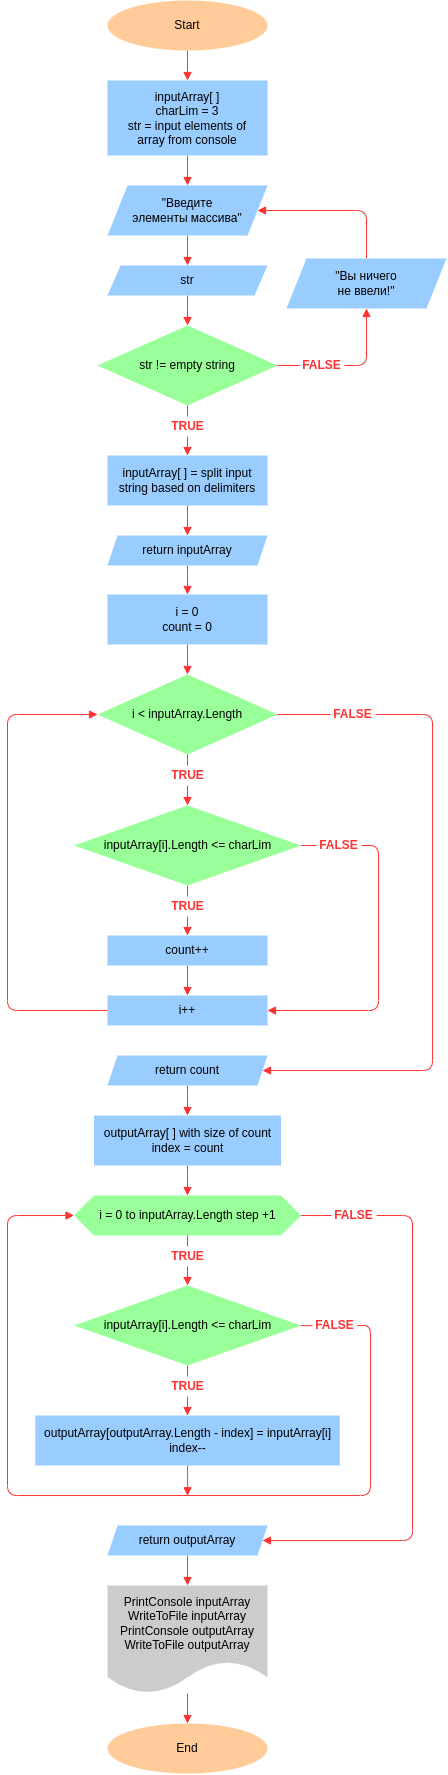 Start
inputArray[ ]
charLim = 3
str = input elements of
array from console
"Введите
элементы массива"
"Вы ничего
не ввели!"
str
str != empty string
FALSE
TRUE
inputArray[ ] = split input
string based on delimiters
return inputArray
i = 0
count = 0
i < inputArray.Length
FALSE
TRUE
inputArray[i].Length <= charLim
FALSE
TRUE
count++
i++
return count
outputArray[ ] with size of count
index = count
i = 0 to inputArray.Length step +1
FALSE
TRUE
inputArray[i].Length <= charLim
FALSE
TRUE
outputArray[outputArray.Length - index] = inputArray[i]
index--
return outputArray
PrintConsole inputArray
WriteToFile inputArray
PrintConsole outputArray
WriteToFile outputArray
End